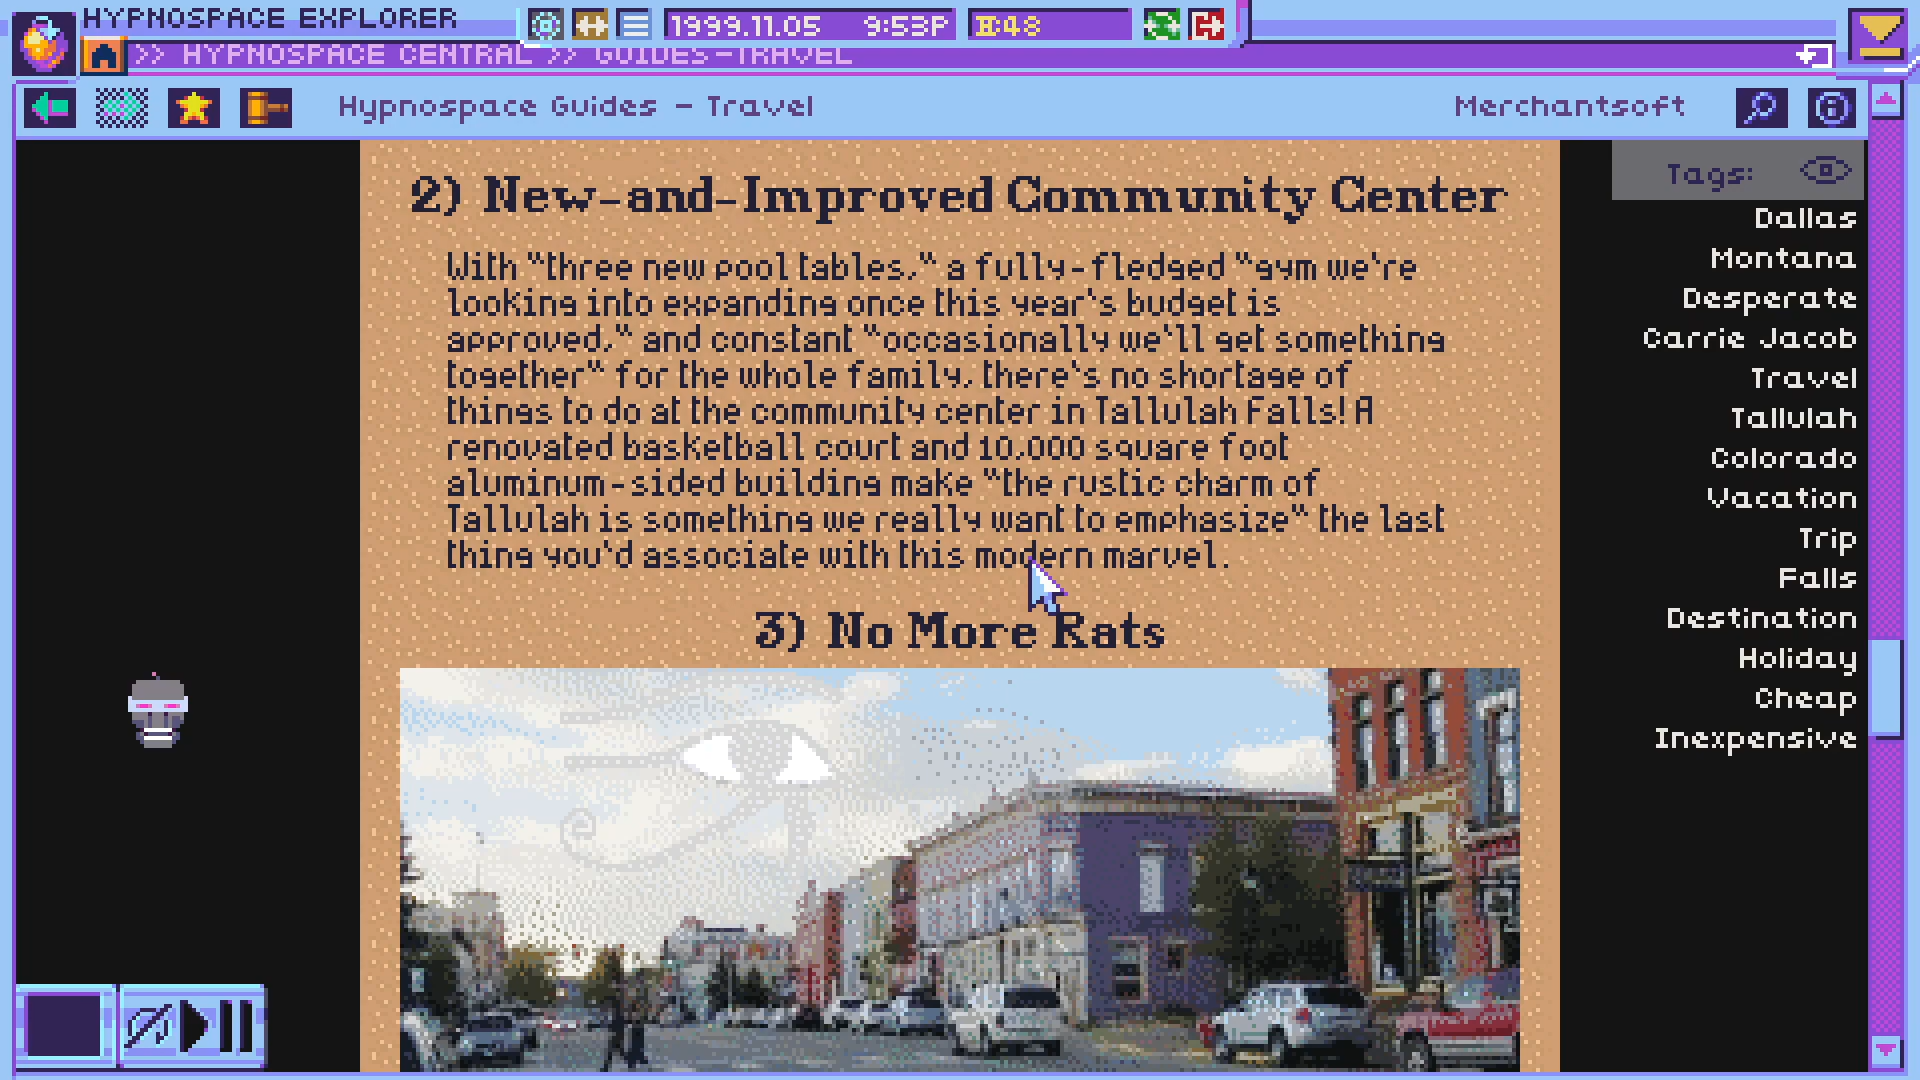 HYPNOSPACE EXPLORER
1999.11.05 9:53P
48
>> HYPNOSPACE CENTRAL >> GUIDES-TRAVEL
Hypnospace Guides - Travel
Merchantsoft
2) New-and-Improved Community Center
With "three new pool tables," a fully-fledged "gym we're
looking into expanding once this year's budget is
approved," and constant "occasionally we'll get something
together" for the whole family, there's no shortage of
things to do at the community center in Tallulah Falls! A
renovated basketball court and 10,000 square foot
aluminum-sided building make "the rustic charm of
Tallulah is something we really want to emphasize" the last
thing you'd associate with this modern marvel.
3) No More Rats
Tags:
Dallas
Montana
Desperate
Carrie Jacob
Travel
Tallulah
Colorado
Vacation
Trip
Falls
Destination
Holiday
Cheap
Inexpensive